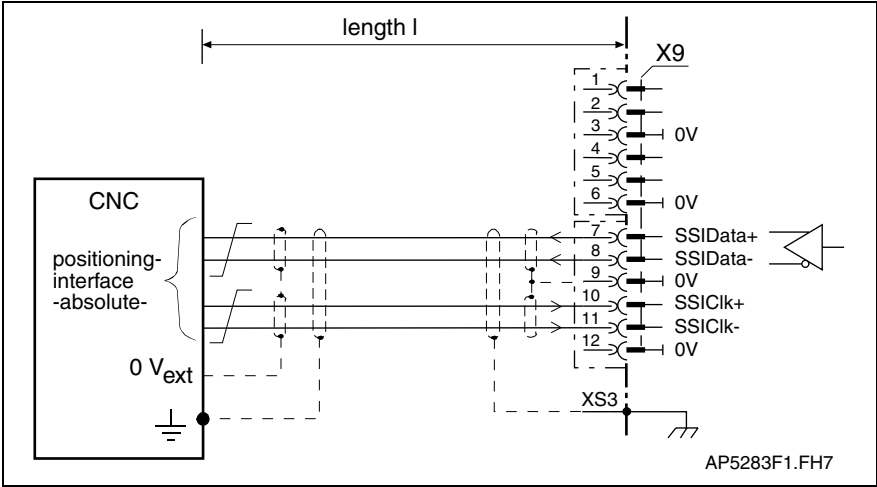 length l
X9
1
2
3 0V
4
5
6 0V
CNC
7 SSIData+
positioning-
interface
-absolute-
8 SSIData-
9 0V
10 SSIClk+
11 SSIClk-
12 0V
0 Vext
XS3
AP5283F1.FH7